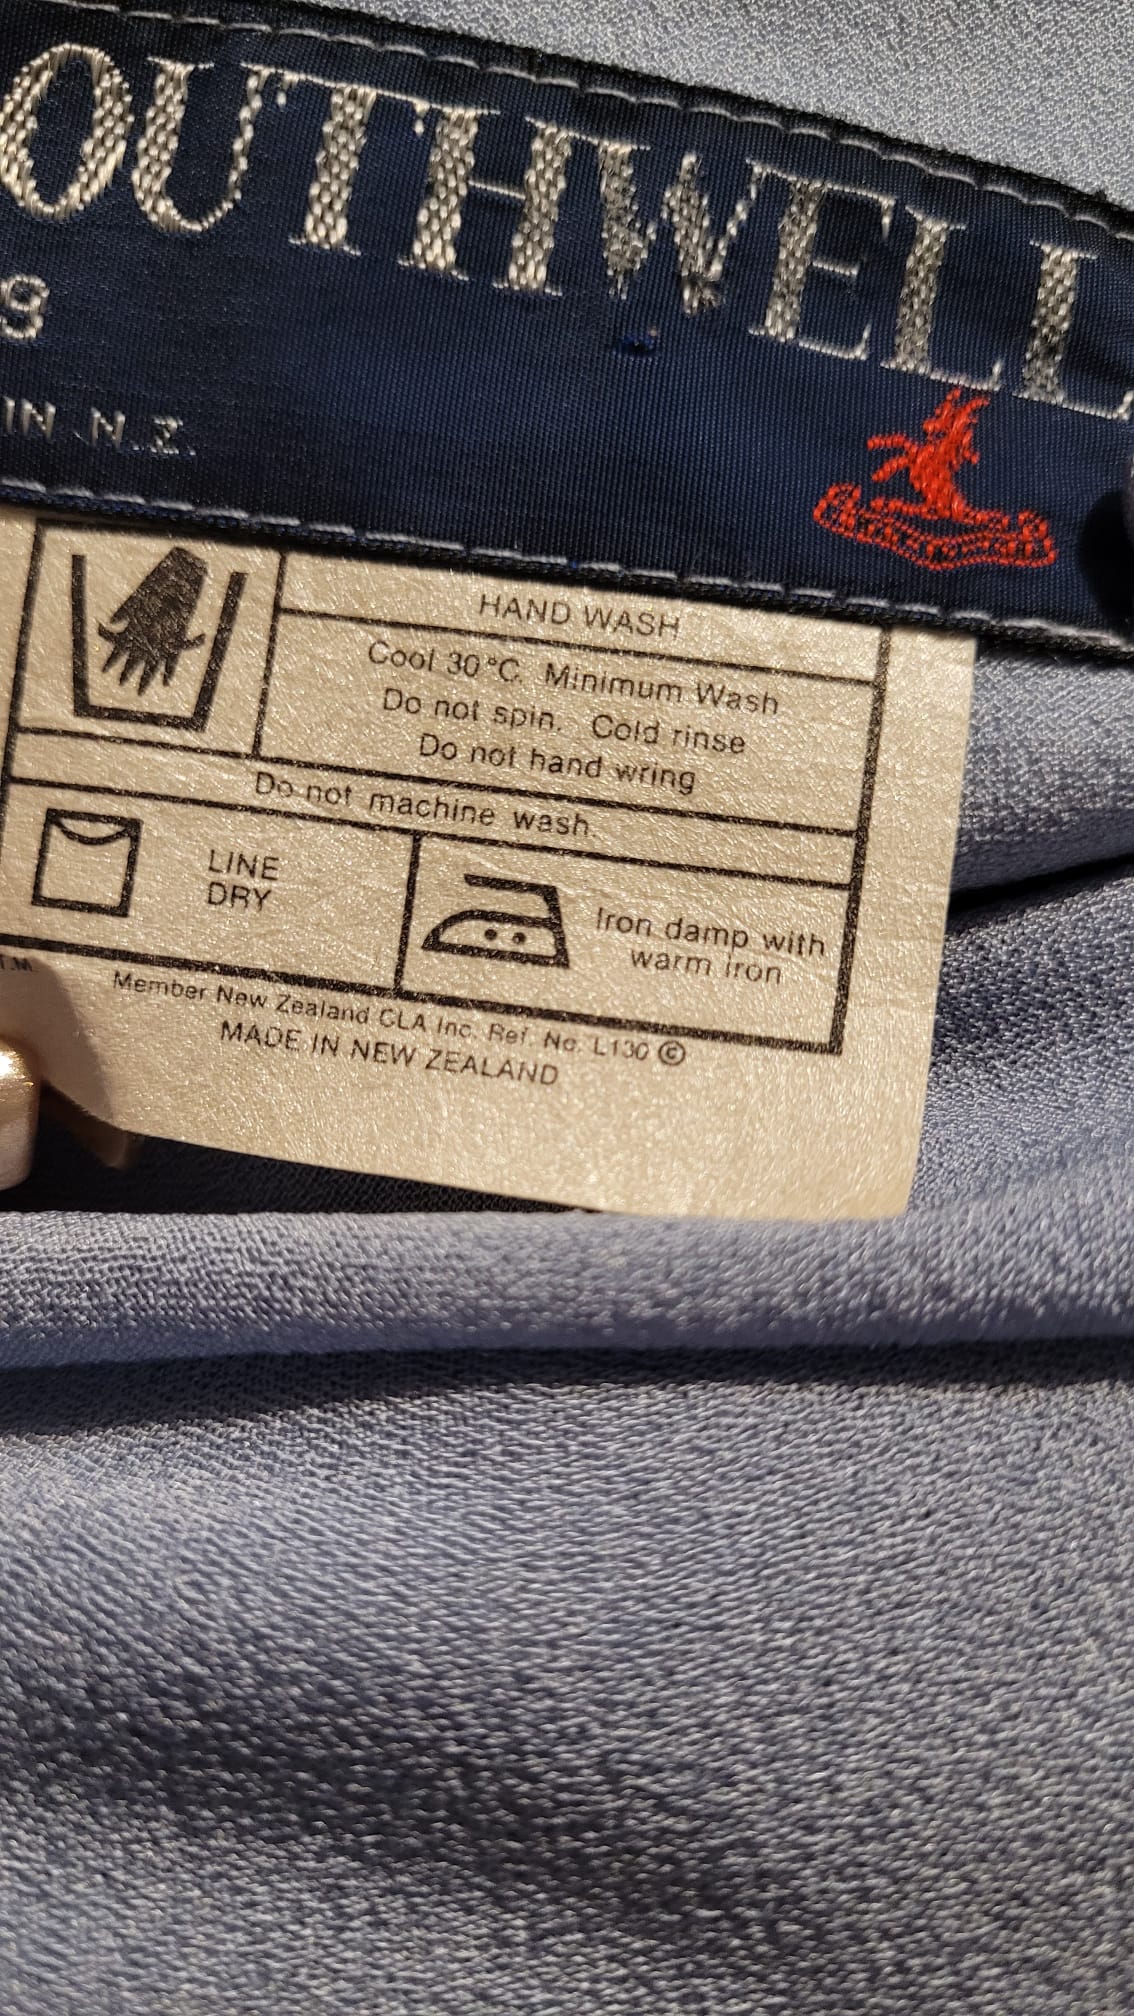 OUTHWELL
9
IN N.Z.
HAND WASH
Cool 30°C. Minimum Wash
Do not spin. Cold rinse
Do not hand wring
Do not machine wash.
LINE
DRY
Iron damp with
warm iron
T.M.
Member New Zealand CLA Inc. Ref. No. L130 ©
MADE IN NEW ZEALAND